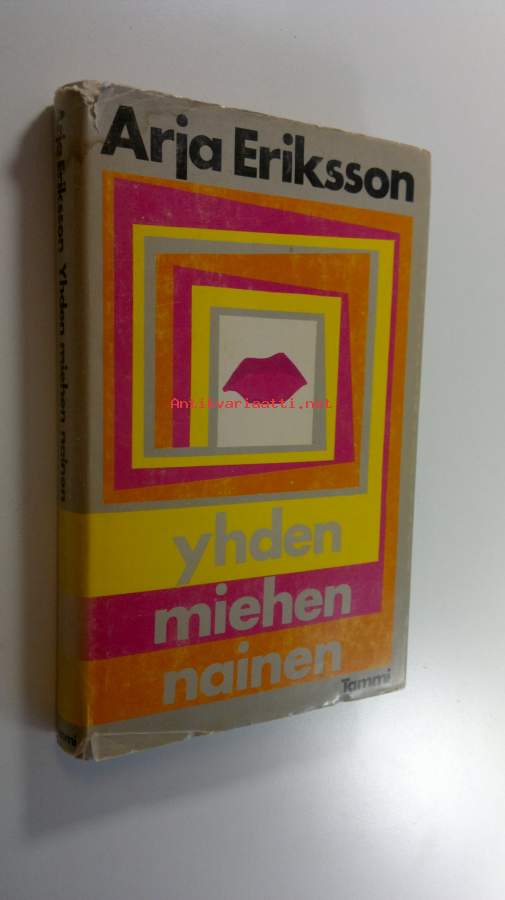 Arja Eriksson
Antikvariaatti.net
yhden
miehen
nainen
Tammi
Arja Eriksson Yhden miehen nainen